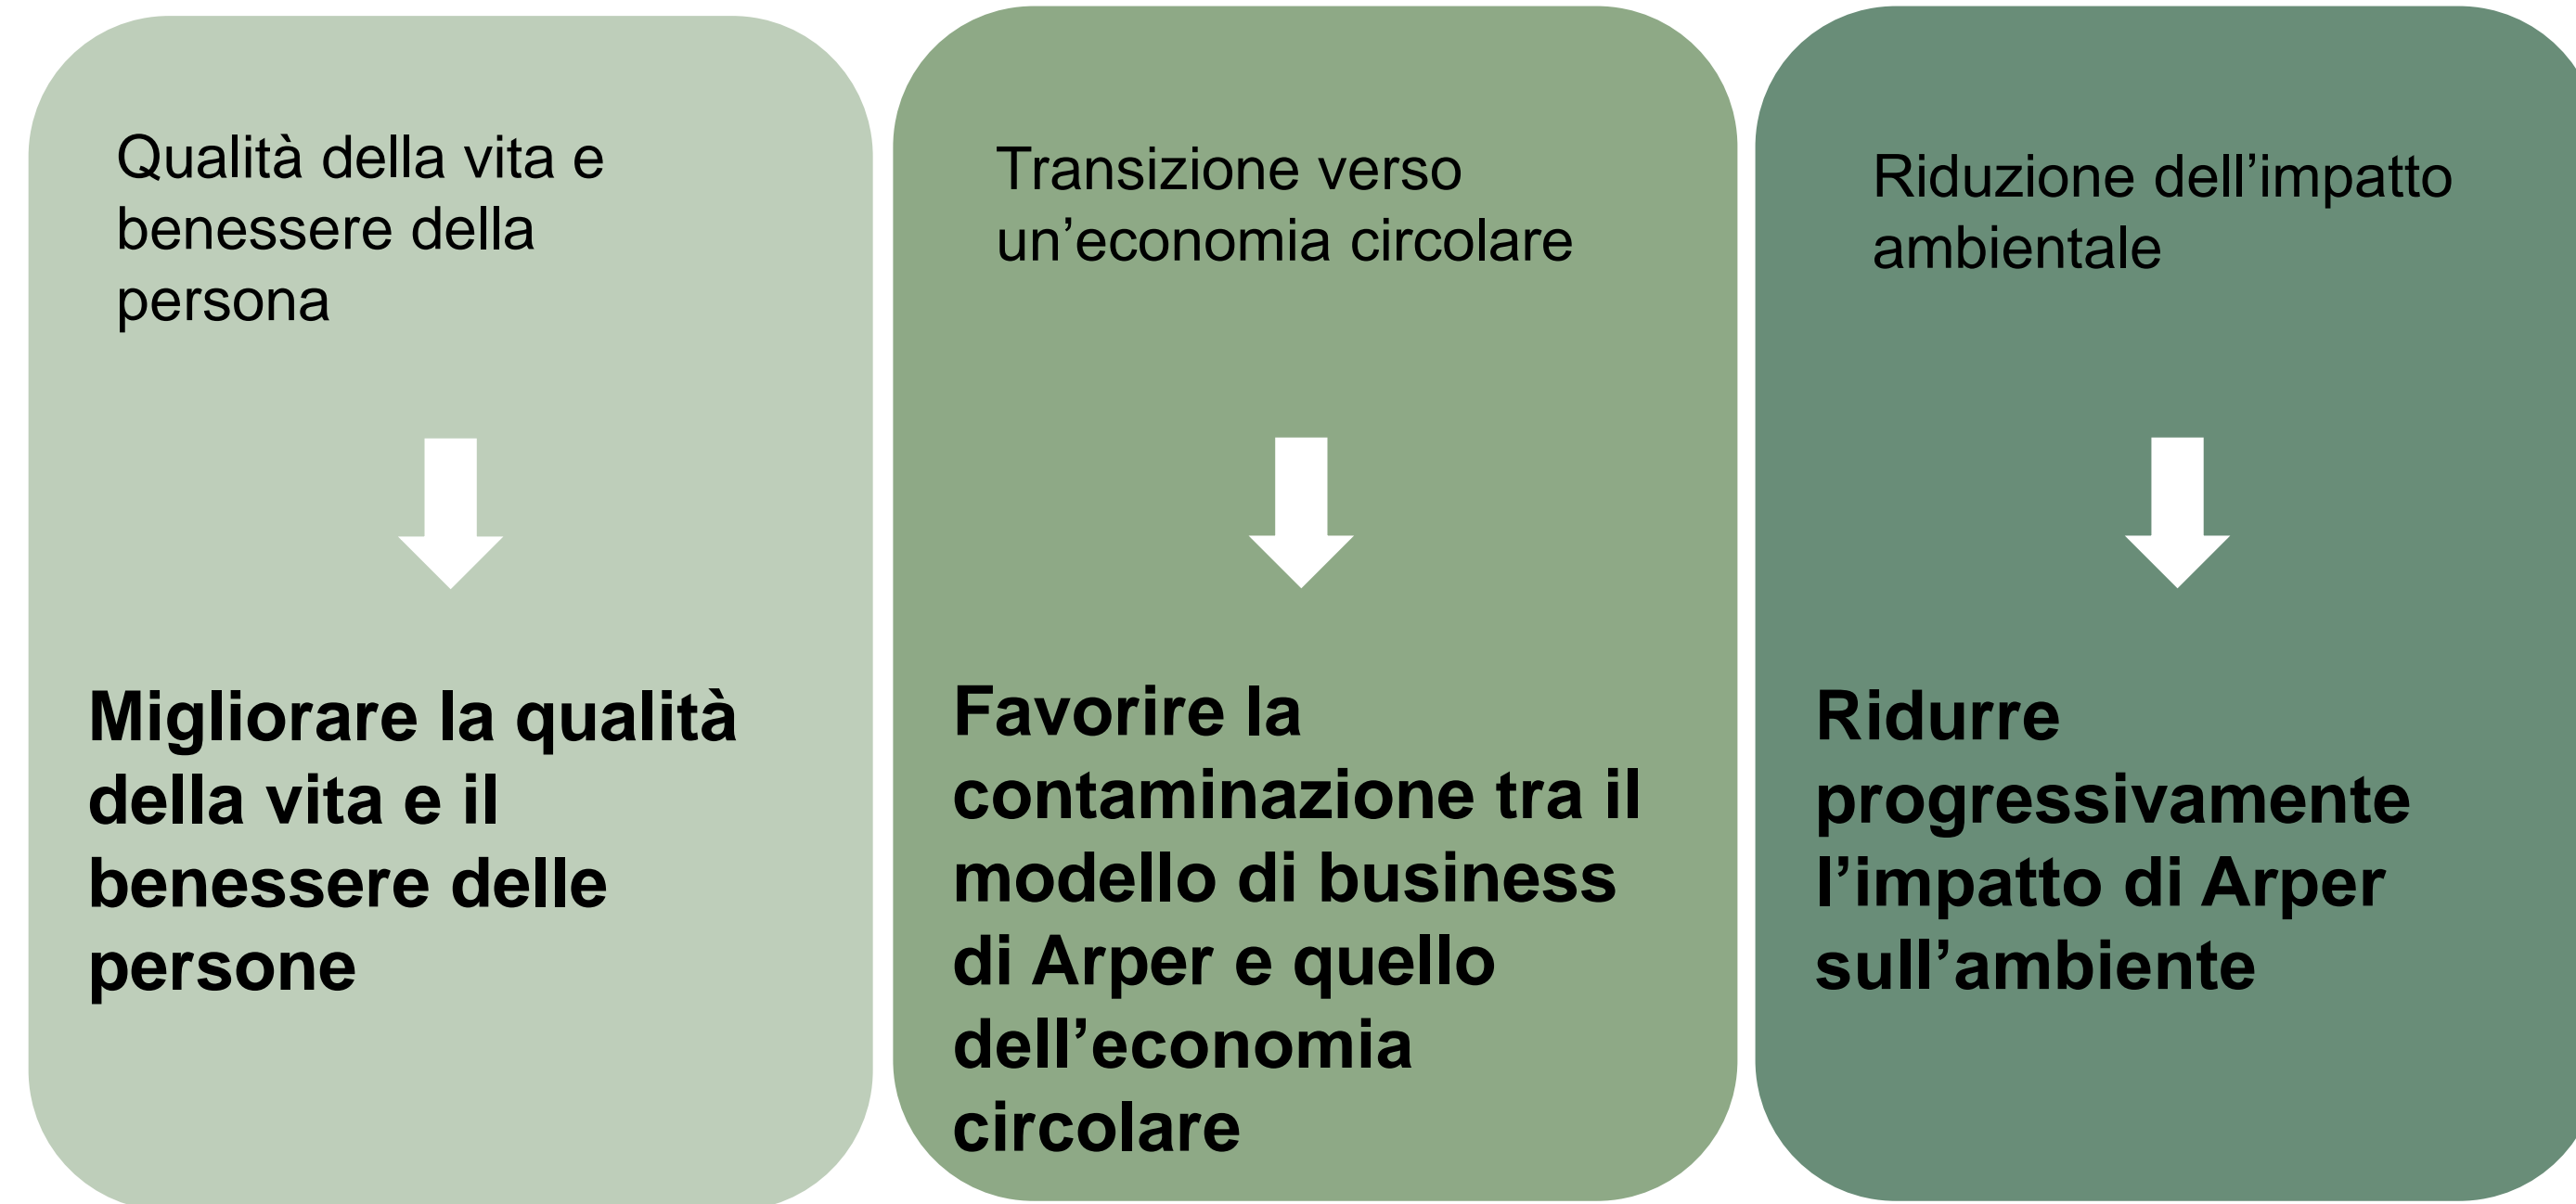 Qualità della vita e
benessere della
persona
Migliorare la qualità
della vita e il
benessere delle
persone
Transizione verso
un’economia circolare
Favorire la
contaminazione tra il
modello di business
di Arper e quello
dell’economia
circolare
Riduzione dell’impatto
ambientale
Ridurre
progressivamente
l’impatto di Arper
sull’ambiente